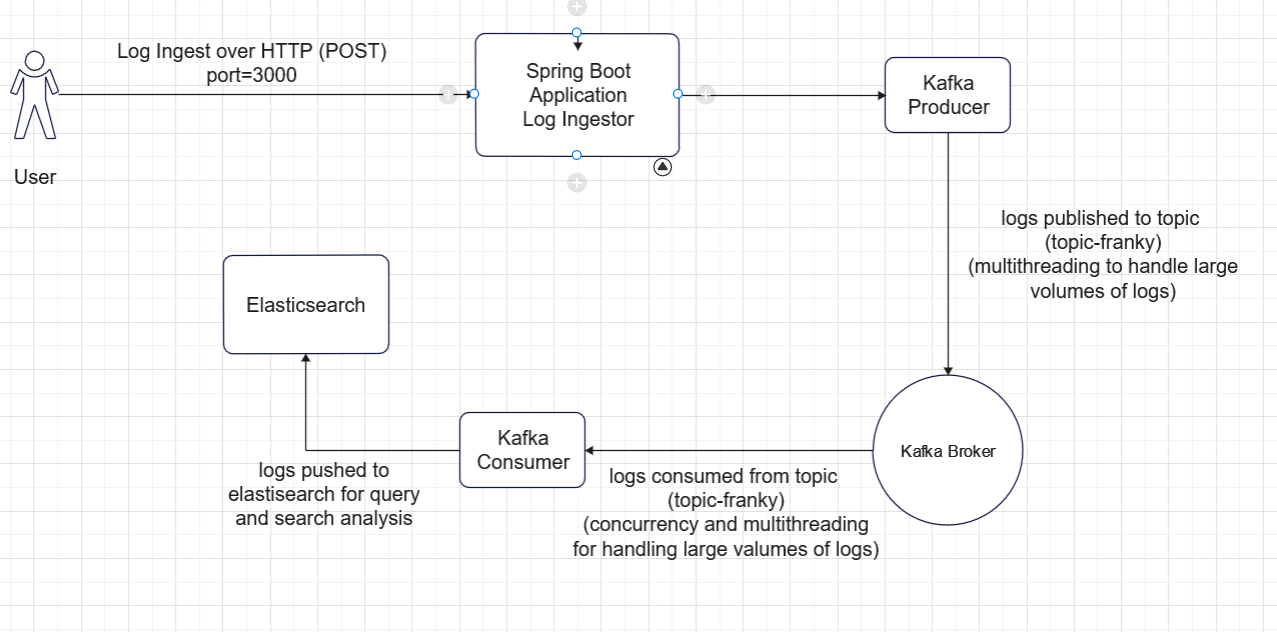 Log Ingest over HTTP (POST)
port=3000
User
Spring Boot
Application
Log Ingestor
Kafka
Producer
logs published to topic
(topic-franky)
(multithreading to handle large
volumes of logs)
Kafka Broker
logs consumed from topic
(topic-franky)
(concurrency and multithreading
for handling large valumes of logs)
Kafka
Consumer
logs pushed to
elastisearch for query
and search analysis
Elasticsearch